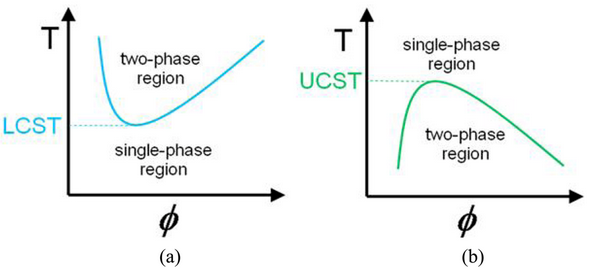 T
two-phase
region
LCST
single-phase
region
ϕ
(a)
T
single-phase
region
UCST
two-phase
region
ϕ
(b)